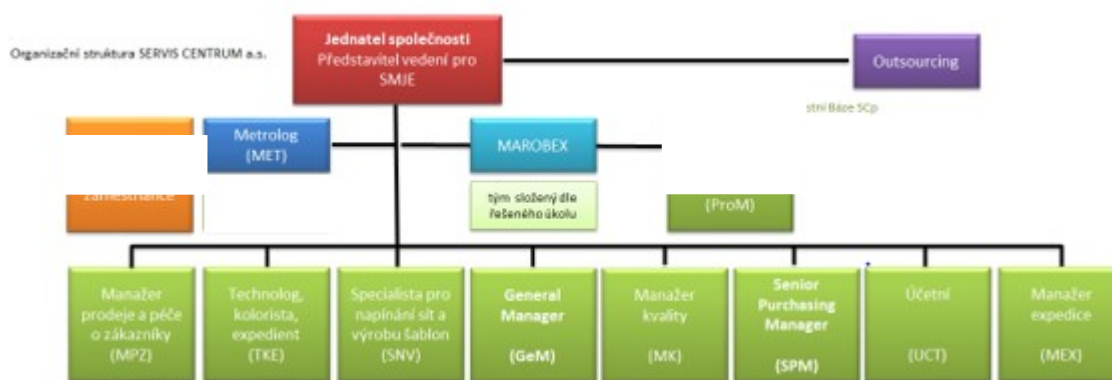 Organizační struktura SERVIS CENTRUM a.s.
Jednatel společnosti
Představitel vedení pro
SMJE
Outsourcing
stní Báze SCp
Metrolog
(MET)
MAROBEX
zaměstnance
tým složený dle
řešeného úkolu
(ProM)
Manažer
prodeje a péče
o zákazníky
(MPZ)
Technolog,
kolorista,
expedient
(TKE)
Specialista pro
napínání sít a
výrobu šablon
(SNV)
General
Manager
(GeM)
Manažer
kvality
(MK)
Senior
Purchasing
Manager
(SPM)
Účetní
(UCT)
Manažer
expedice
(MEX)